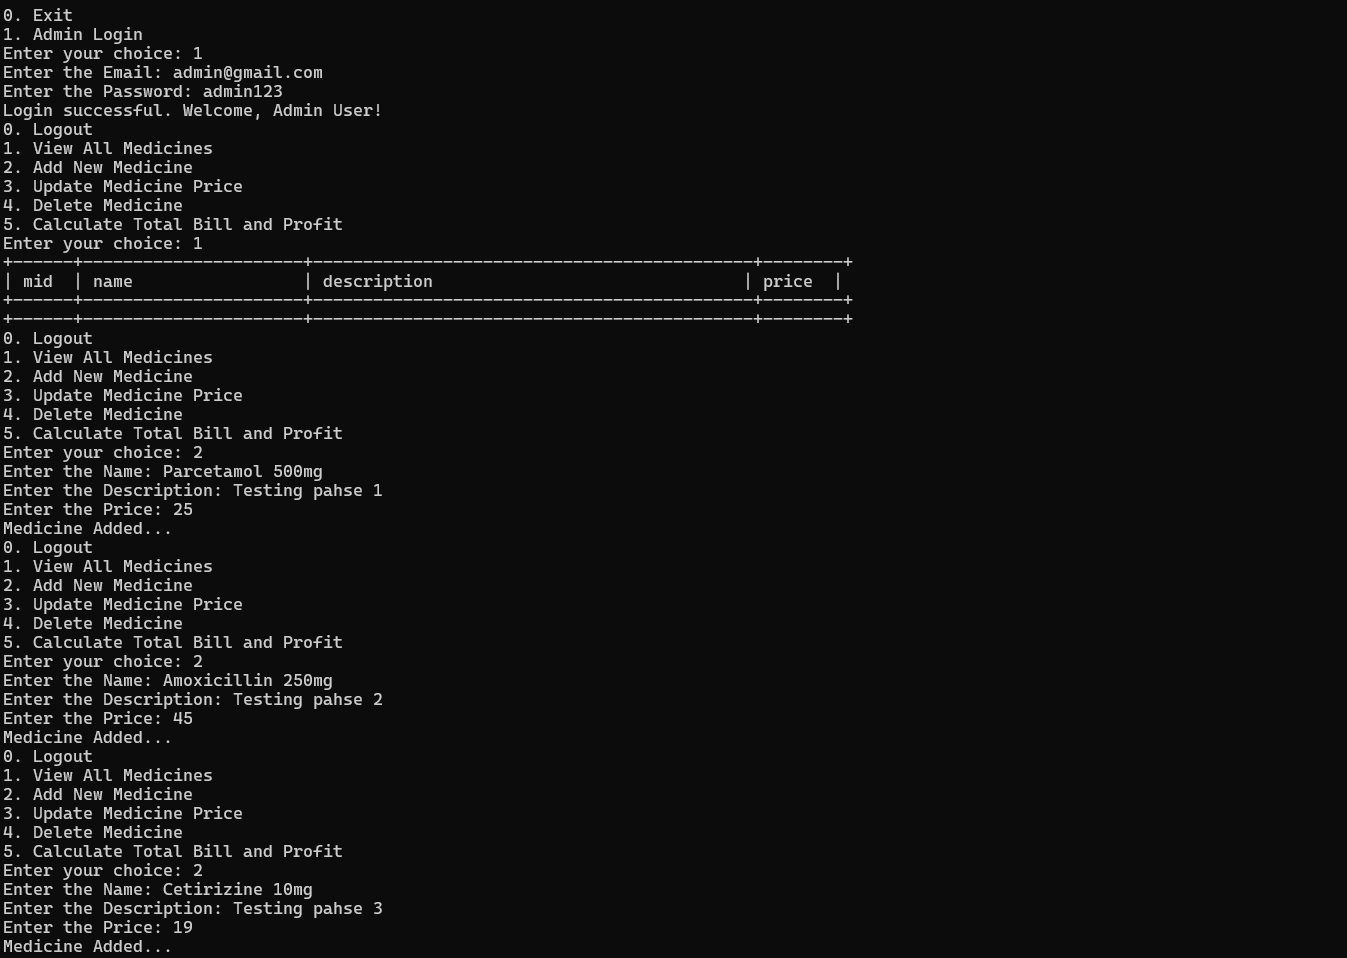 0. Exit
1. Admin Login
Enter your choice: 1
Enter the Email: admin@gmail.com
Enter the Password: admin123
Login successful. Welcome, Admin User!
0. Logout
1. View All Medicines
2. Add New Medicine
3. Update Medicine Price
4. Delete Medicine
5. Calculate Total Bill and Profit
Enter your choice: 1
+------+----------------------+--------------------------------------------+--------+
| mid  | name                 | description                               | price  |
+------+----------------------+--------------------------------------------+--------+
+------+----------------------+--------------------------------------------+--------+
0. Logout
1. View All Medicines
2. Add New Medicine
3. Update Medicine Price
4. Delete Medicine
5. Calculate Total Bill and Profit
Enter your choice: 2
Enter the Name: Parcetamol 500mg
Enter the Description: Testing pahse 1
Enter the Price: 25
Medicine Added...
0. Logout
1. View All Medicines
2. Add New Medicine
3. Update Medicine Price
4. Delete Medicine
5. Calculate Total Bill and Profit
Enter your choice: 2
Enter the Name: Amoxicillin 250mg
Enter the Description: Testing pahse 2
Enter the Price: 45
Medicine Added...
0. Logout
1. View All Medicines
2. Add New Medicine
3. Update Medicine Price
4. Delete Medicine
5. Calculate Total Bill and Profit
Enter your choice: 2
Enter the Name: Cetirizine 10mg
Enter the Description: Testing pahse 3
Enter the Price: 19
Medicine Added...